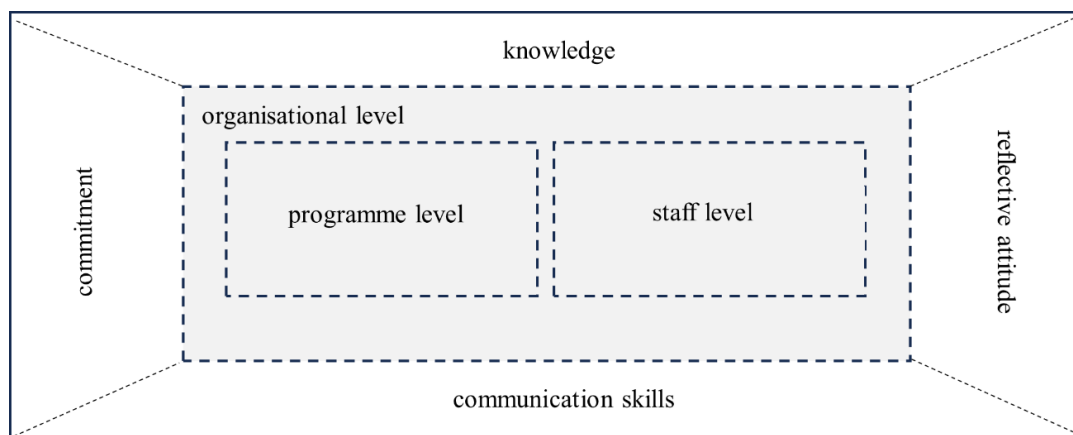 knowledge
organisational level
commitment
programme level
staff level
reflective attitude
communication skills